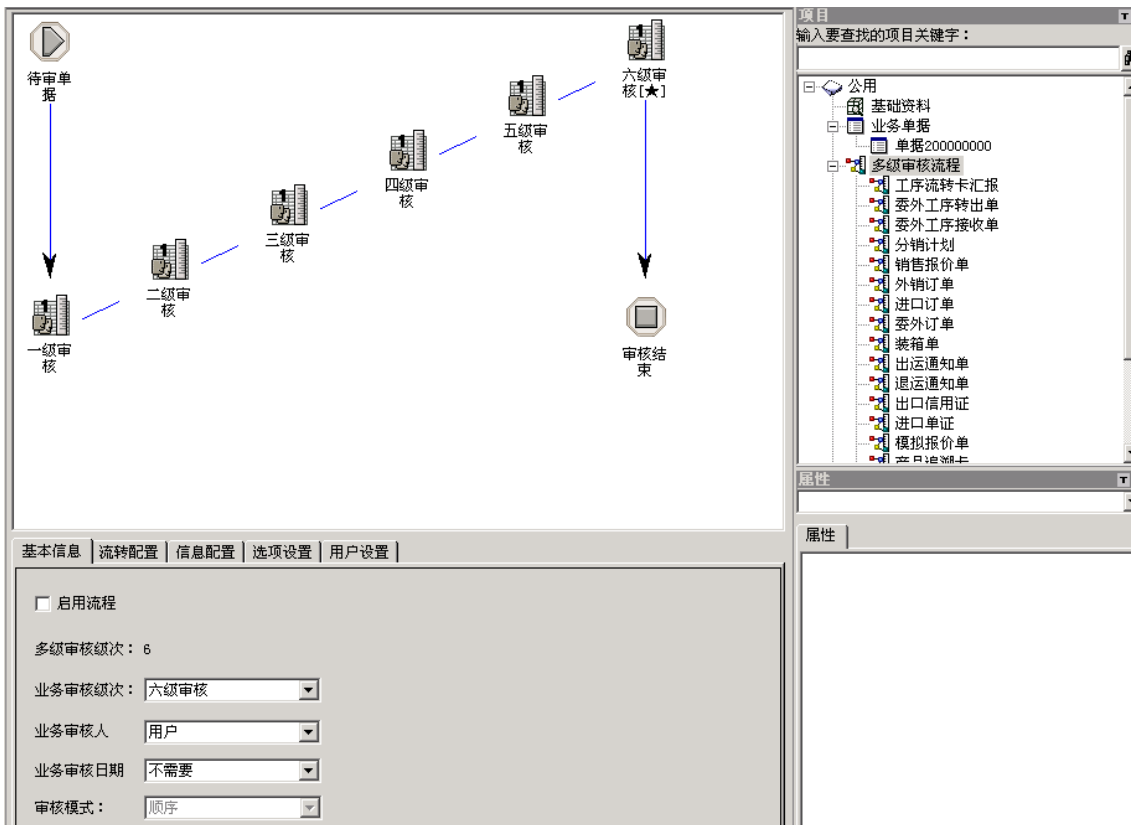 待审单
据
一级审
核
二级审
核
三级审
核
四级审
核
五级审
核
六级审
核[★]
审核结
束
项目
输入要查找的项目关键字：
公用
基础资料
业务单据
单据200000000
多级审核流程
工序流转卡汇报
委外工序转出单
委外工序接收单
分销计划
销售报价单
外销订单
进口订单
委外订单
装箱单
出运通知单
退运通知单
出口信用证
进口单证
模拟报价单
产品追溯卡
属性
属性
基本信息
流转配置
信息配置
选项设置
用户设置
启用流程
多级审核级次：6
业务审核级次：
六级审核
业务审核人
用户
业务审核日期
不需要
审核模式：
顺序